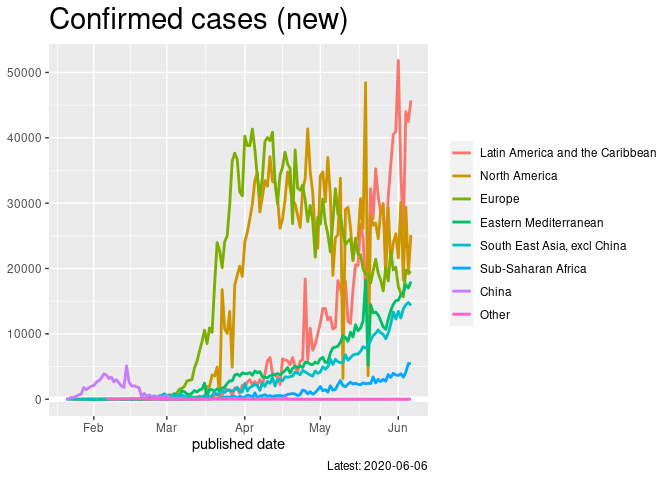 Confirmed cases (new)
50000
40000
30000
20000
10000
0
Feb
Mar
Apr
May
Jun
published date
Latin America and the Caribbean
North America
Europe
Eastern Mediterranean
South East Asia, excl China
Sub-Saharan Africa
China
Other
Latest: 2020-06-06